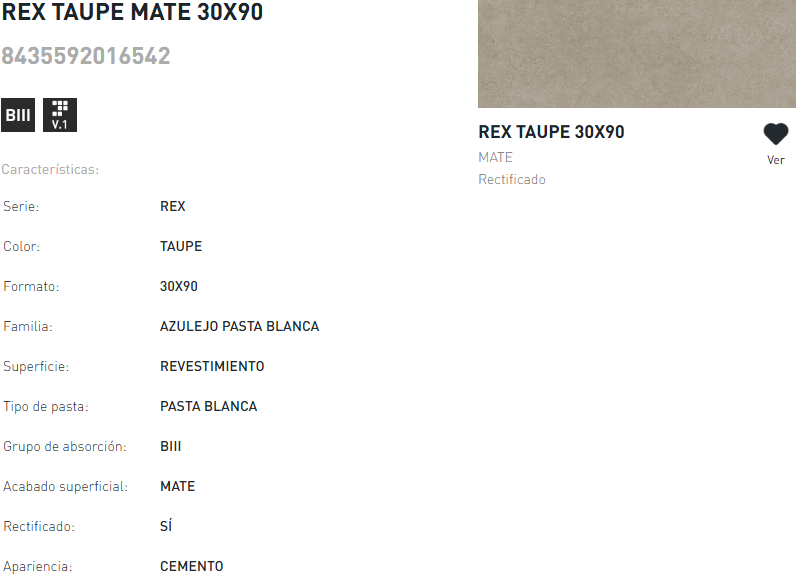 REX TAUPE MATE 30X90
8435592016542
BIII
V.1
Características:
Serie: REX
Color: TAUPE
Formato: 30X90
Familia: AZULEJO PASTA BLANCA
Superficie: REVESTIMIENTO
Tipo de pasta: PASTA BLANCA
Grupo de absorción: BIII
Acabado superficial: MATE
Rectificado: SÍ
Apariencia: CEMENTO
REX TAUPE 30X90
MATE
Rectificado
Ver